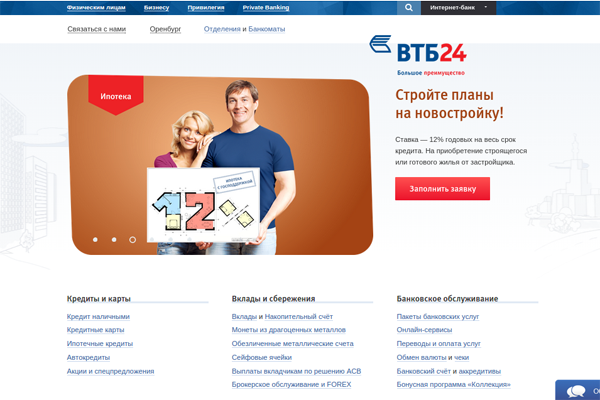 Физическим лицам Бизнесу Привилегия Private Banking Интернет-банк
Связаться с нами Оренбург Отделения и Банкоматы
ВТБ24
Большое преимущество
Ипотека
Стройте планы
на новостройку!
Ставка — 12% годовых на весь срок
кредита. На приобретение строящегося
или готового жилья от застройщика.
Заполнить заявку
ИПОТЕКА
С ГОСПОДДЕРЖКОЙ
12%
Кредиты и карты
Кредит наличными
Кредитные карты
Ипотечные кредиты
Автокредиты
Акции и спецпредложения
Вклады и сбережения
Вклады и Накопительный счёт
Монеты из драгоценных металлов
Обезличенные металлические счета
Сейфовые ячейки
Выплаты вкладчикам по решению АСВ
Брокерское обслуживание и FOREX
Банковское обслуживание
Пакеты банковских услуг
Онлайн-сервисы
Переводы и оплата услуг
Обмен валюты и чеки
Банковский счёт и аккредитивы
Бонусная программа «Коллекция»